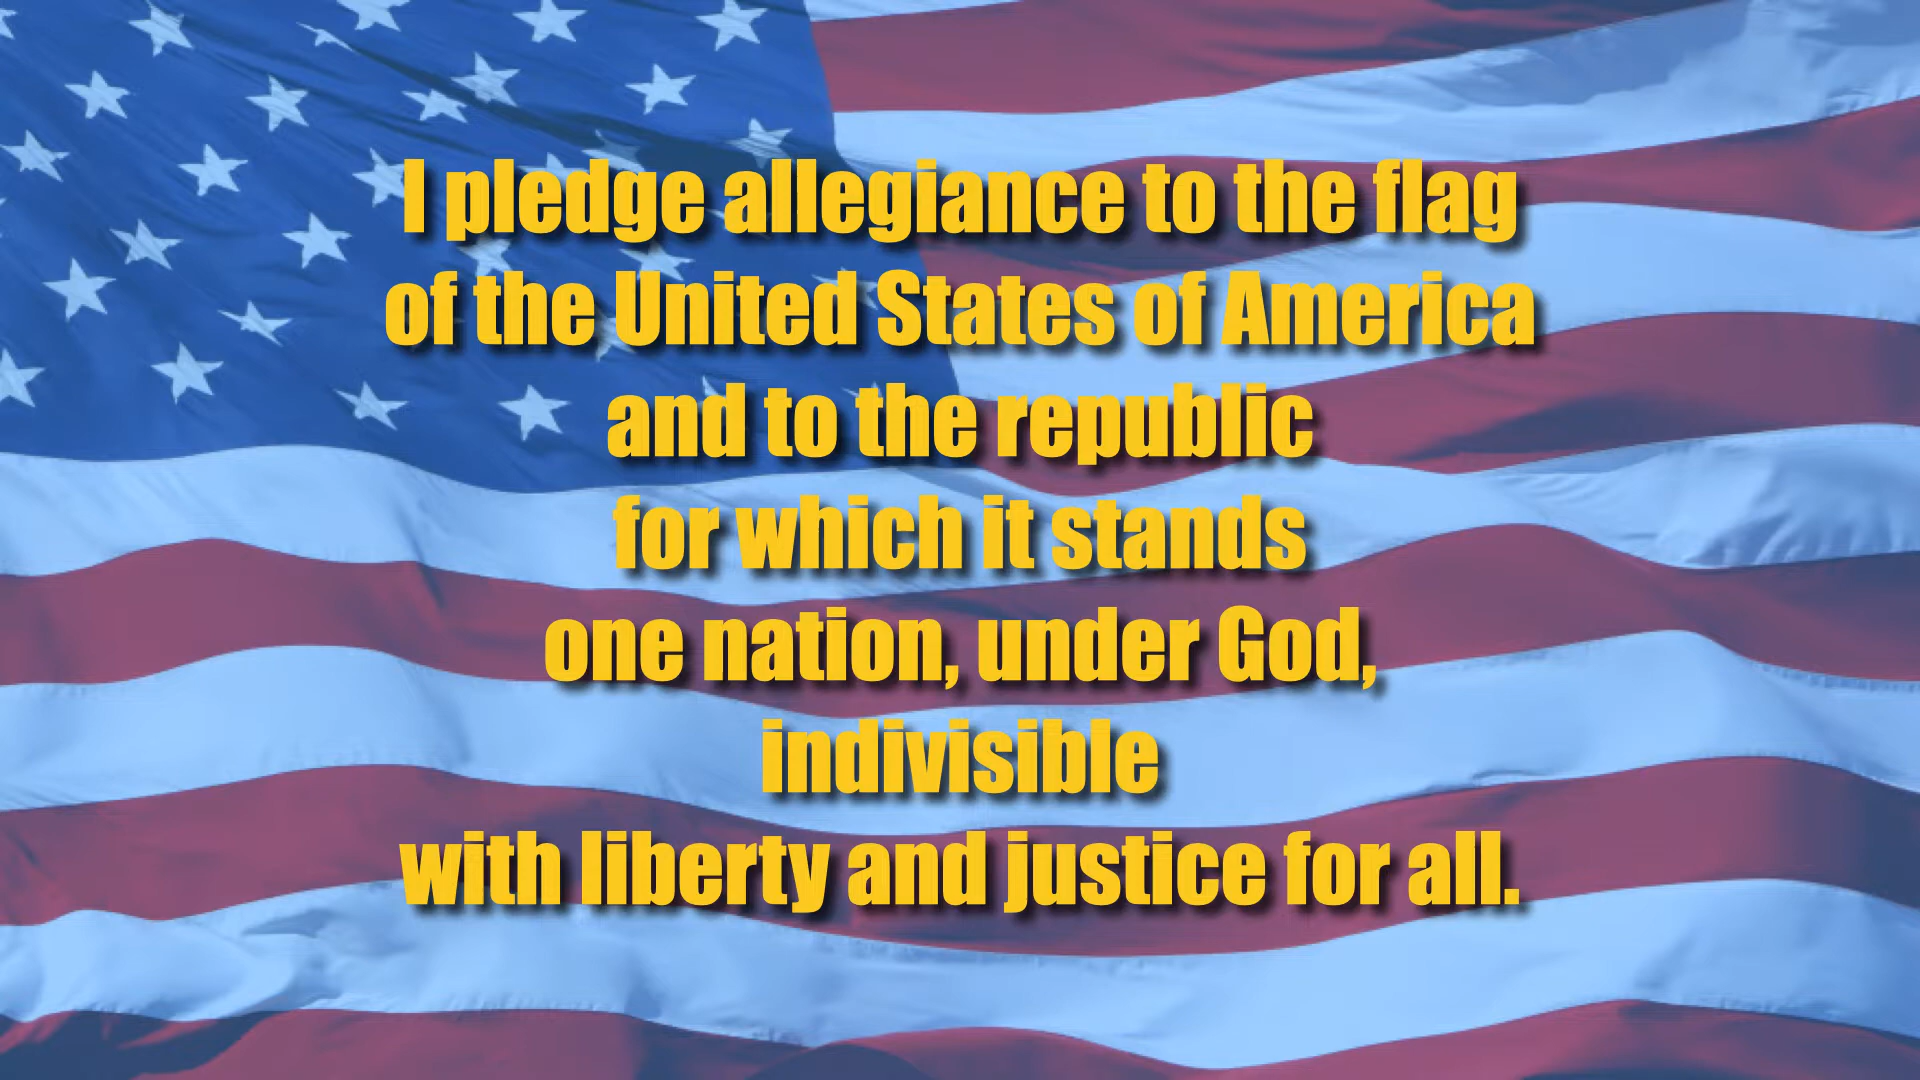 I pledge allegiance to the flag
of the United States of America
and to the republic
for which it stands
one nation, under God,
indivisible
with liberty and justice for all.